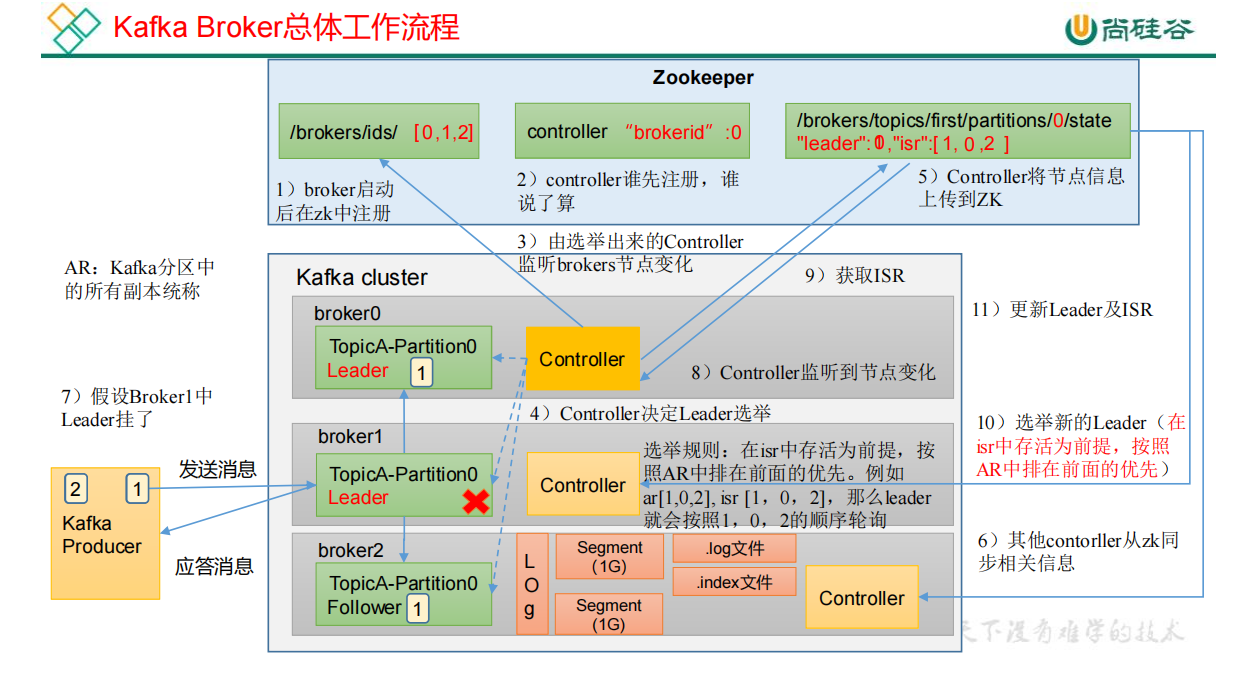 Kafka Broker总体工作流程
尚硅谷
Zookeeper
/brokers/ids/ [0,1,2]
controller “brokerid”:0
/brokers/topics/first/partitions/0/state
"leader": ,"isr":[ 1, 0 ,2 ]
1）broker启动
后在zk中注册
2）controller谁先注册，谁
说了算
5）Controller将节点信息
上传到ZK
3）由选举出来的Controller
监听brokers节点变化
9）获取ISR
AR：Kafka分区中
的所有副本统称
Kafka cluster
11）更新Leader及ISR
broker0
TopicA-Partition0
Leader 1
Controller
8）Controller监听到节点变化
7）假设Broker1中
Leader挂了
4）Controller决定Leader选举
10）选举新的Leader（在
isr中存活为前提，按照
AR中排在前面的优先）
broker1
TopicA-Partition0
Leader
Controller
选举规则：在isr中存活为前提，按
照AR中排在前面的优先。例如
ar[1,0,2], isr [1，0，2]，那么leader
就会按照1，0，2的顺序轮询
发送消息
2 1
Kafka
Producer
应答消息
broker2
TopicA-Partition0
Follower 1
LOg
Segment
(1G)
Segment
(1G)
.log文件
.index文件
Controller
6）其他contorller从zk同
步相关信息
天下没有难学的技术